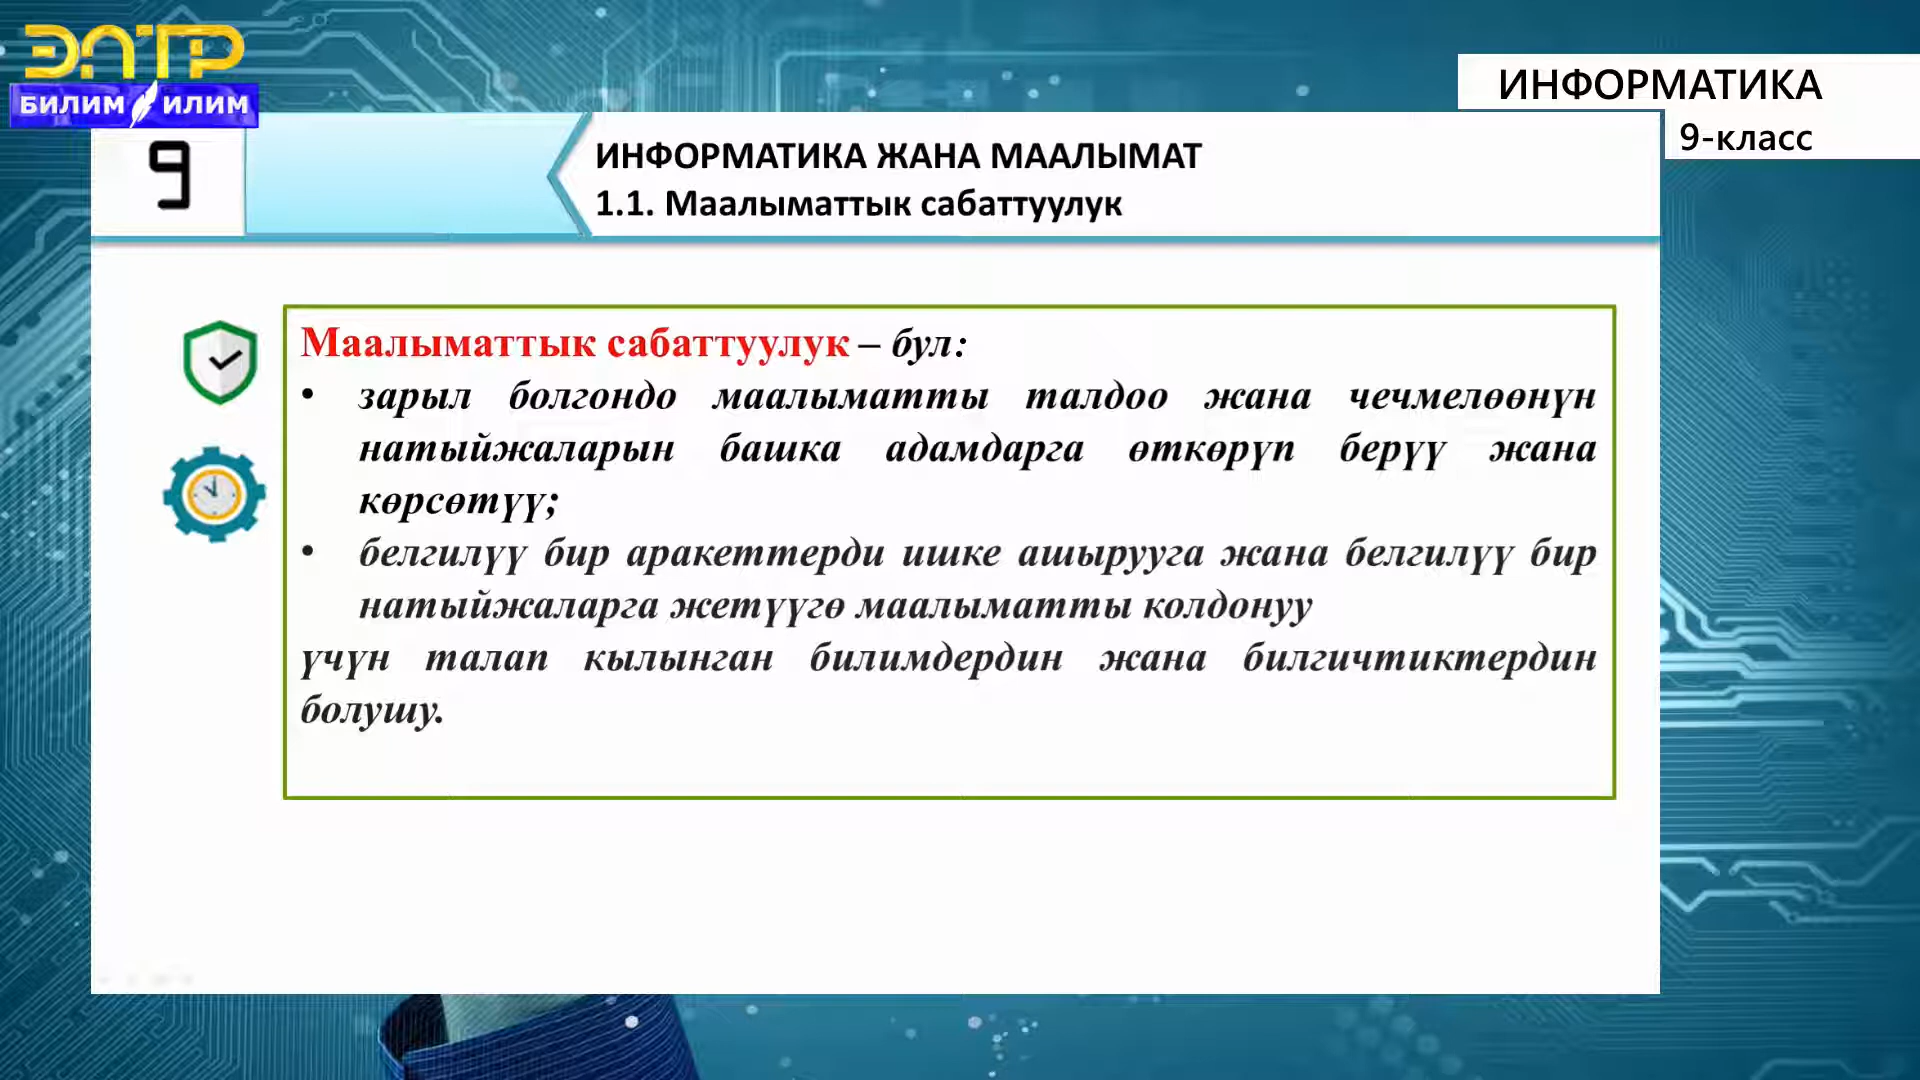 ЭЛТР
БИЛИМ ИЛИМ
ИНФОРМАТИКА
9-класс
9
ИНФОРМАТИКА ЖАНА МААЛЫМАТ
1.1. Маалыматтык сабаттуулук
Маалыматтык сабаттуулук – бул:
• зарыл болгондо маалыматты талдоо жана чечмелөөнүн
натыйжаларын башка адамдарга өткөрүп берүү жана
көрсөтүү;
• белгилүү бир аракеттерди ишке ашырууга жана белгилүү бир
натыйжаларга жетүүгө маалыматты колдонуу
үчүн талап кылынган билимдердин жана билгичтиктердин
болушу.